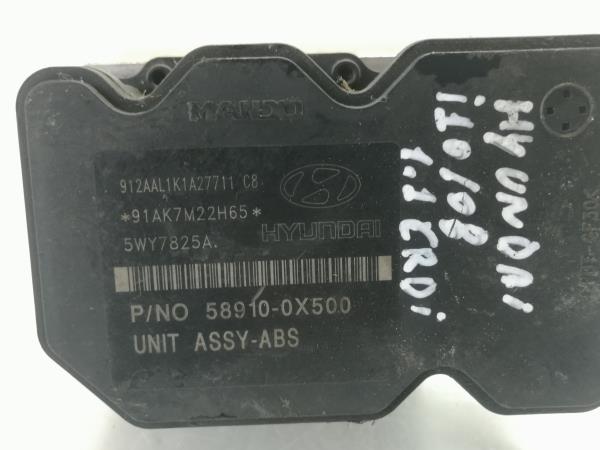 MANDO
912AAL1K1A27711 C8
*91AK7M22H65*
5WY7825A.
HYUNDAI
P/NO 58910-0X500
UNIT ASSY-ABS
HYUNDAI
i10/08
1.1 CRDi